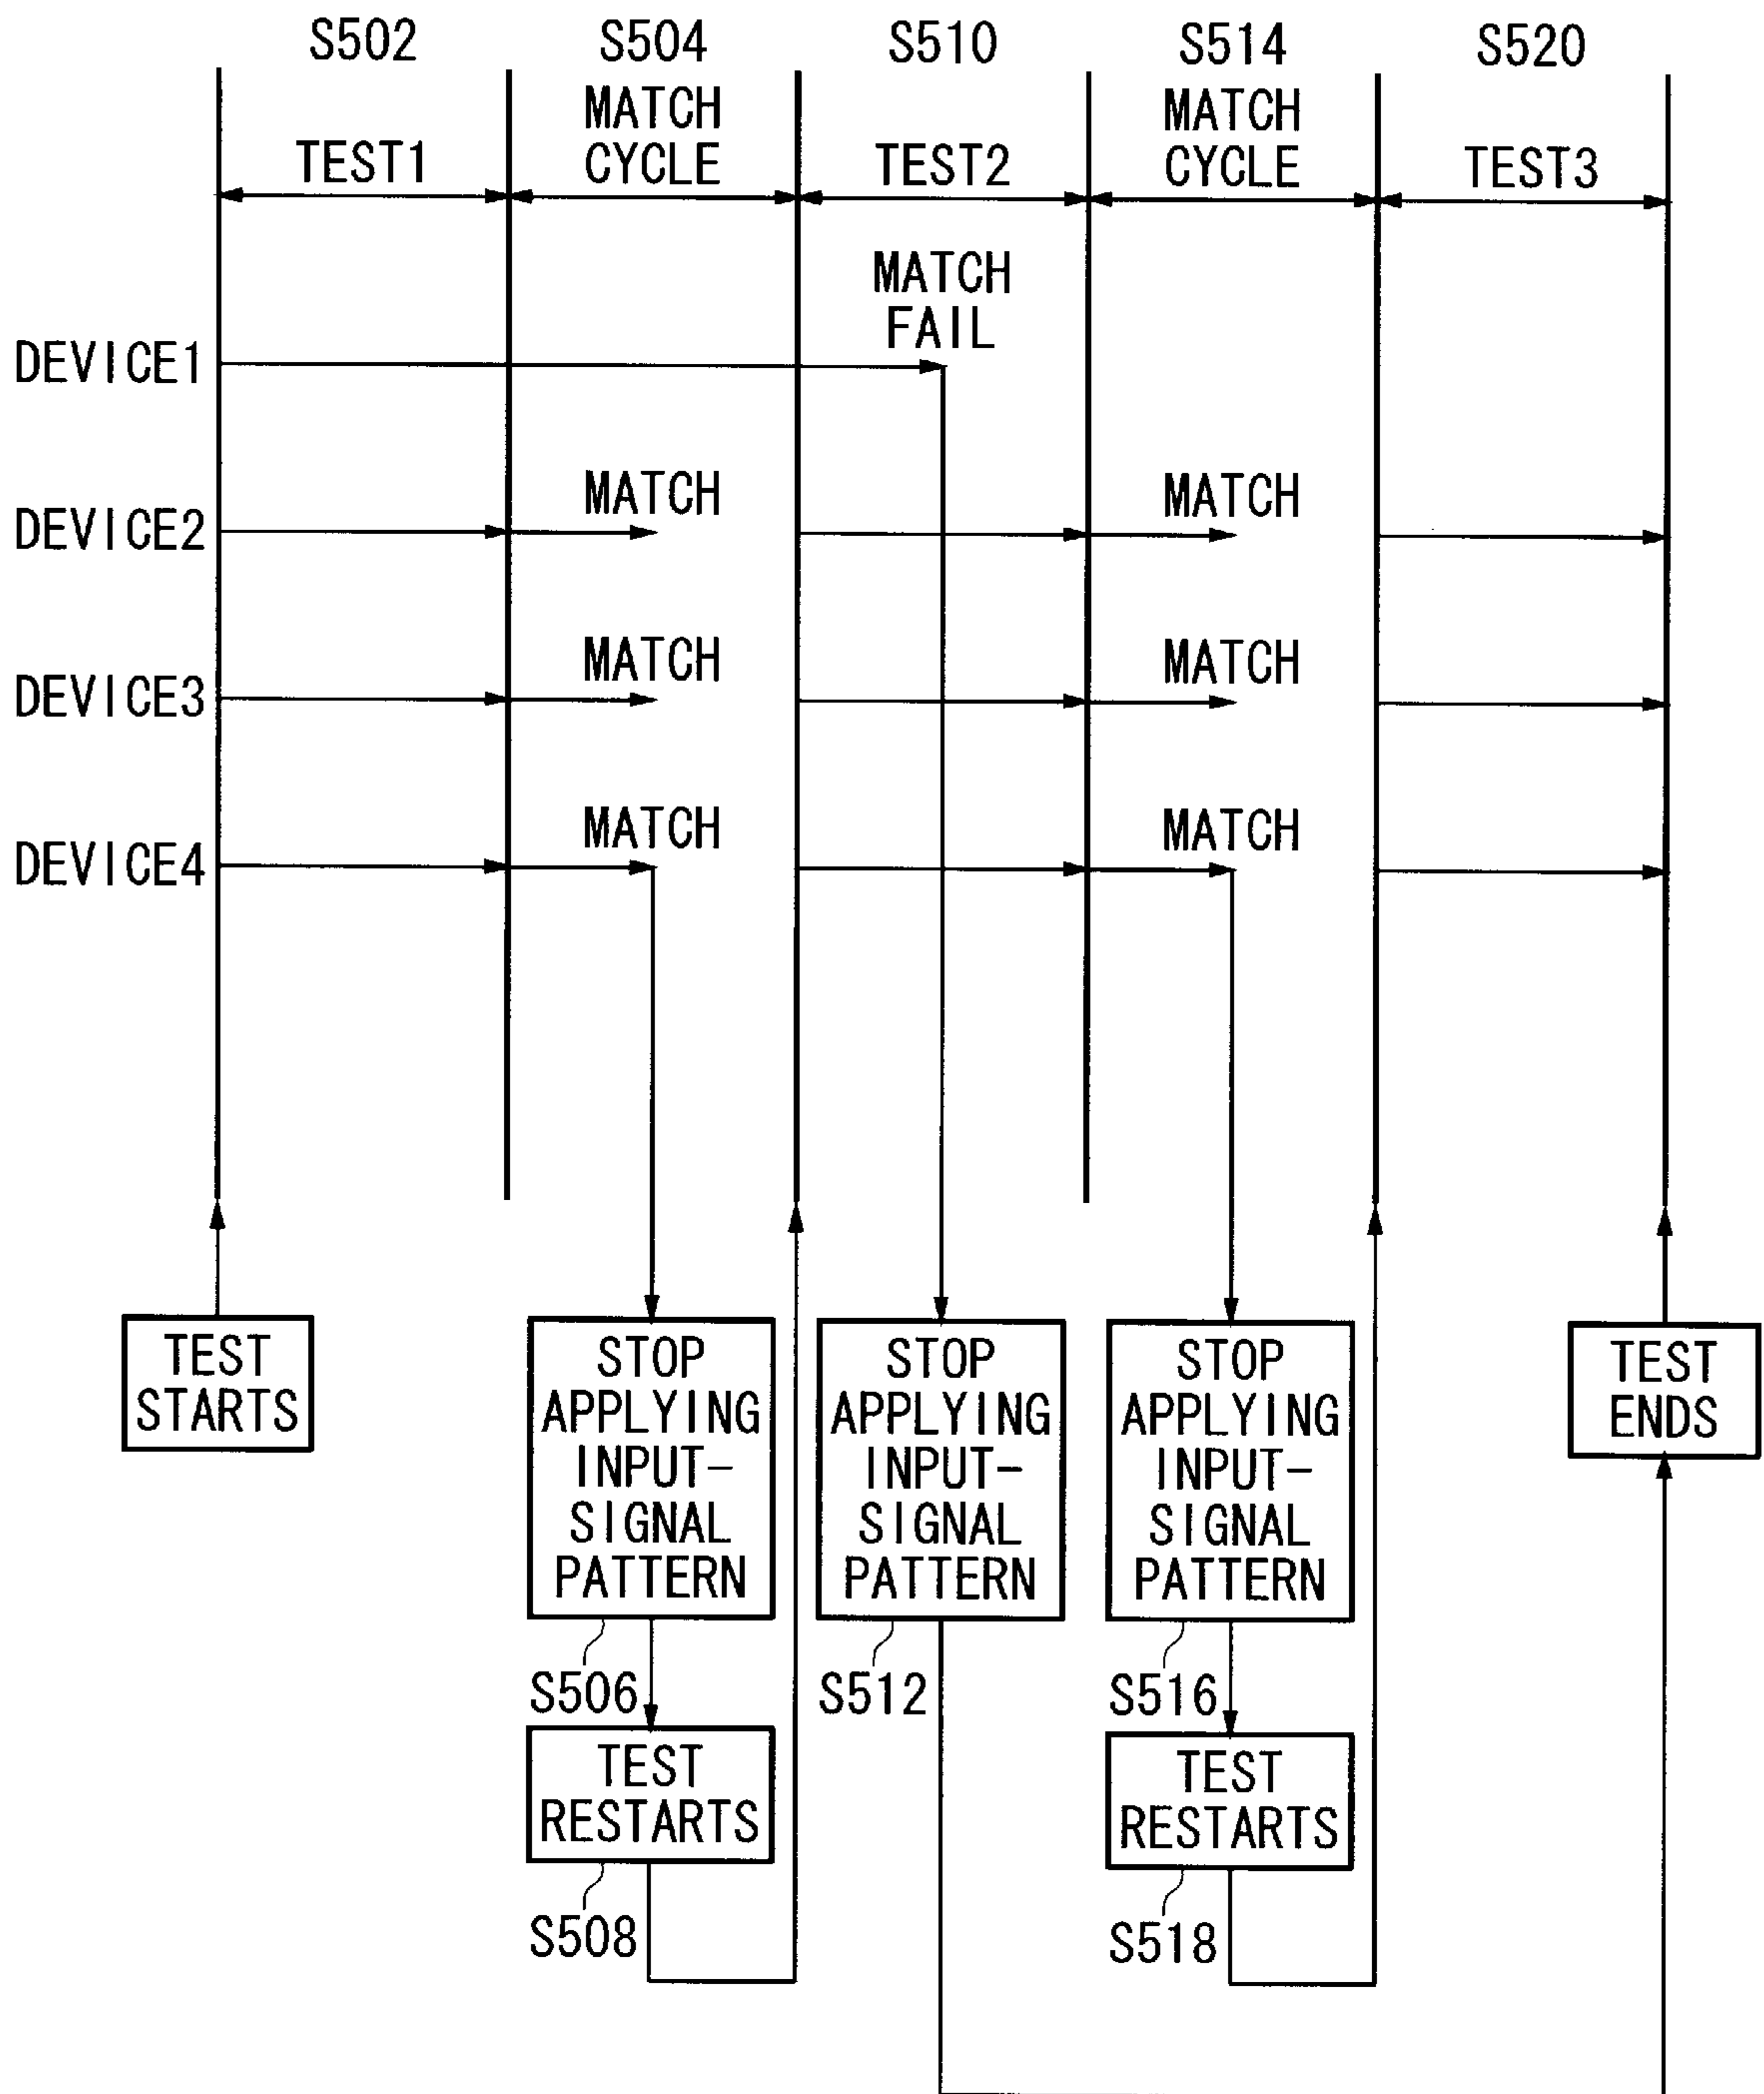 S502
S504
S510
S514
S520
TEST1
MATCH
CYCLE
TEST2
MATCH
CYCLE
TEST3
MATCH
FAIL
DEVICE1
DEVICE2
MATCH
MATCH
DEVICE3
MATCH
MATCH
DEVICE4
MATCH
MATCH
TEST
STARTS
STOP
APPLYING
INPUT-
SIGNAL
PATTERN
STOP
APPLYING
INPUT-
SIGNAL
PATTERN
STOP
APPLYING
INPUT-
SIGNAL
PATTERN
TEST
ENDS
S506
S512
S516
TEST
RESTARTS
TEST
RESTARTS
S508
S518